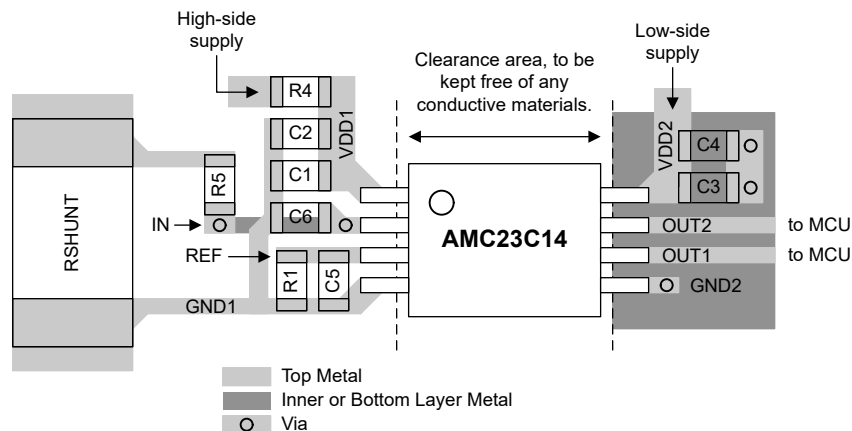 High-side
supply
Low-side
supply
Clearance area, to be
kept free of any
conductive materials.
R4
C2
C1
C6
VDD1
R5
RSHUNT
IN
REF
R1
C5
GND1
AMC23C14
VDD2
C4
C3
OUT2
to MCU
OUT1
to MCU
GND2
Top Metal
Inner or Bottom Layer Metal
Via